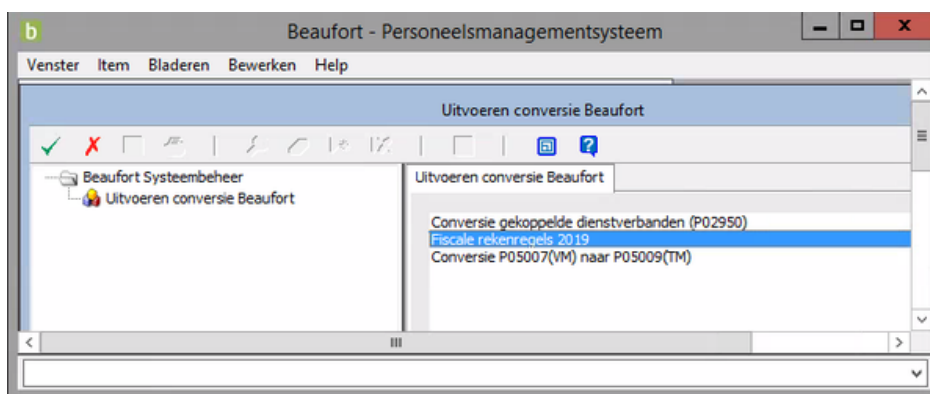 b Beaufort - Personeelsmanagementsysteem
Venster Item Bladeren Bewerken Help
Uitvoeren conversie Beaufort
Beaufort Systeembeheer
Uitvoeren conversie Beaufort
Uitvoeren conversie Beaufort
Conversie gekoppelde dienstverbanden (P02950)
Fiscale rekenregels 2019
Conversie P05007(VM) naar P05009(TM)